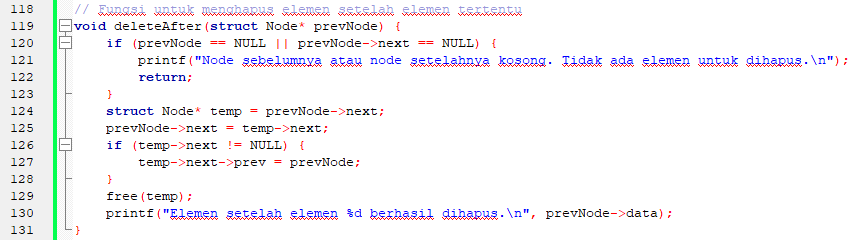 118 // Fungsi untuk menghapus elemen setelah elemen tertentu
119 void deleteAfter(struct Node* prevNode) {
120 if (prevNode == NULL || prevNode->next == NULL) {
121 printf("Node sebelumnya atau node setelahnya kosong. Tidak ada elemen untuk dihapus.\n");
122 return;
123 }
124 struct Node* temp = prevNode->next;
125 prevNode->next = temp->next;
126 if (temp->next != NULL) {
127 temp->next->prev = prevNode;
128 }
129 free(temp);
130 printf("Elemen setelah elemen %d berhasil dihapus.\n", prevNode->data);
131 }